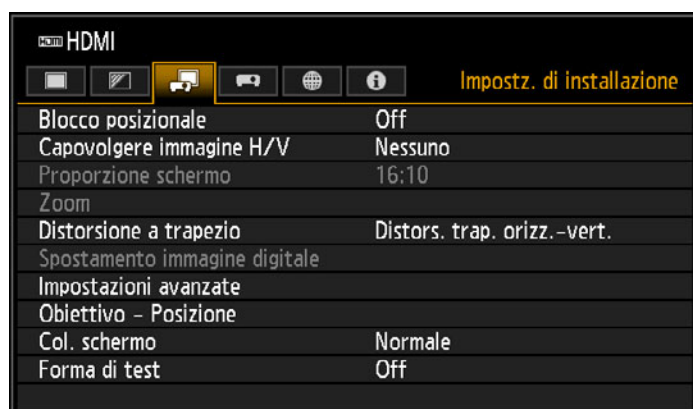 HDMI HDMI
Impostz. di installazione
Blocco posizionale Off
Capovolgere immagine H/V Nessuno
Proporzione schermo 16:10
Zoom
Distorsione a trapezio Distors. trap. orizz.-vert.
Spostamento immagine digitale
Impostazioni avanzate
Obiettivo - Posizione
Col. schermo Normale
Forma di test Off